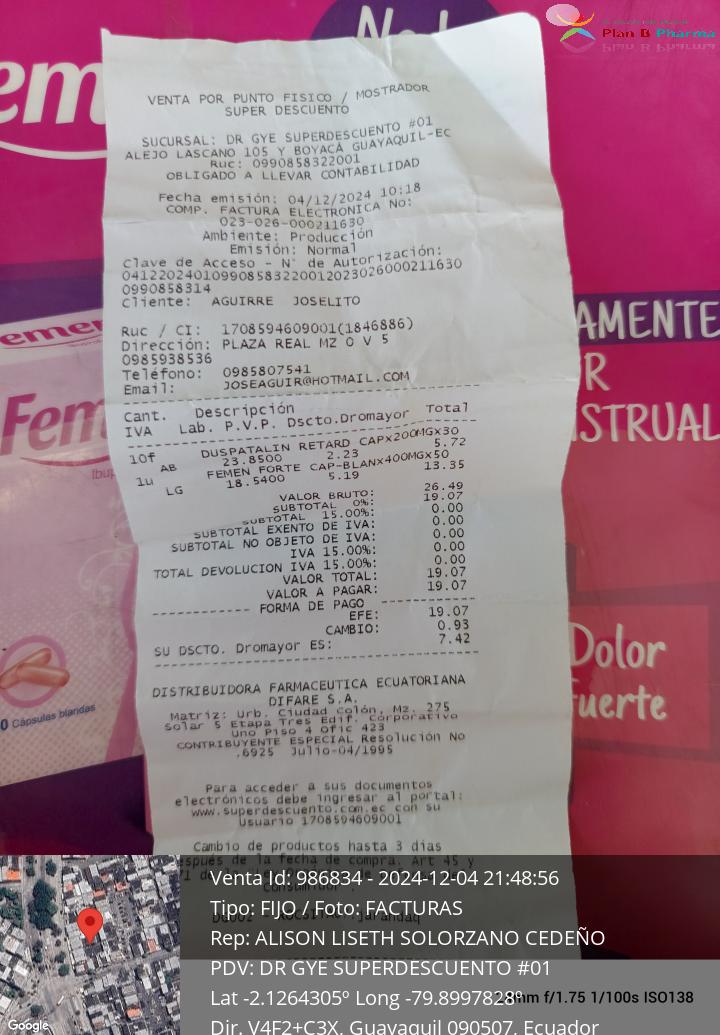 No!
Plan B Pharma
em
VENTA POR PUNTO FISICO / MOSTRADOR
SUPER DESCUENTO
SUCURSAL: DR GYE SUPERDESCUENTO #01
ALEJO LASCANO 105 Y BOYACÁ GUAYAQUIL-EC
Ruc: 0990858322001
OBLIGADO A LLEVAR CONTABILIDAD
Fecha emisión: 04/12/2024 10:18
COMP. FACTURA ELECTRONICA No:
023-026-000211630
Ambiente: Producción
Emisión: Normal
Clave de Acceso - N° de Autorización:
041220240109908583220012023026000211630
0990858314
Cliente: AGUIRRE JOSELITO
Ruc / CI: 1708594609001(1846886)
Dirección: PLAZA REAL MZ O V 5
0985938536
Teléfono: 0985807541
Email: JOSEAGUIR@HOTMAIL.COM
Cant. Descripción
IVA Lab. P.V.P. Dscto.Dromayor Total
10f DUSPATALIN RETARD CAPx200MGx30
AB 23.8500 2.23 5.72
1u FEMEN FORTE CAP-BLANx400MGx50
LG 18.5400 5.19 13.35
VALOR BRUTO: 26.49
SUBTOTAL 0%: 19.07
SUBTOTAL 15.00%: 0.00
SUBTOTAL EXENTO DE IVA: 0.00
SUBTOTAL NO OBJETO DE IVA: 0.00
IVA 15.00%: 0.00
TOTAL DEVOLUCION IVA 15.00%: 0.00
VALOR TOTAL: 19.07
VALOR A PAGAR: 19.07
FORMA DE PAGO
EFE: 19.07
CAMBIO: 0.93
SU DSCTO. Dromayor ES: 7.42
DISTRIBUIDORA FARMACEUTICA ECUATORIANA
DIFARE S.A.
Matriz: Urb. Ciudad Colón, Mz. 275
Solar 5 Etapa Tres Edif. Corporativo
Uno Piso 4 Ofic 423
CONTRIBUYENTE ESPECIAL Resolución No
.6925 Julio-04/1995
Para acceder a sus documentos
electrónicos debe ingresar al portal:
www.superdescuento.com.ec con su
Usuario 1708594609001
Cambio de productos hasta 3 dias
después de la fecha de compra. Art 45 y
AMENTE
R
STRUAL
emen
Fem
Ibup
0 Cápsulas blandas
Dolor
fuerte
Venta Id: 986834 - 2024-12-04 21:48:56
Tipo: FIJO / Foto: FACTURAS
Rep: ALISON LISETH SOLORZANO CEDEÑO
PDV: DR GYE SUPERDESCUENTO #01
Lat -2.1264305º Long -79.8997828º
mm f/1.75 1/100s ISO138
Dir. V4F2+C3X, Guayaquil 090507, Ecuador
Google